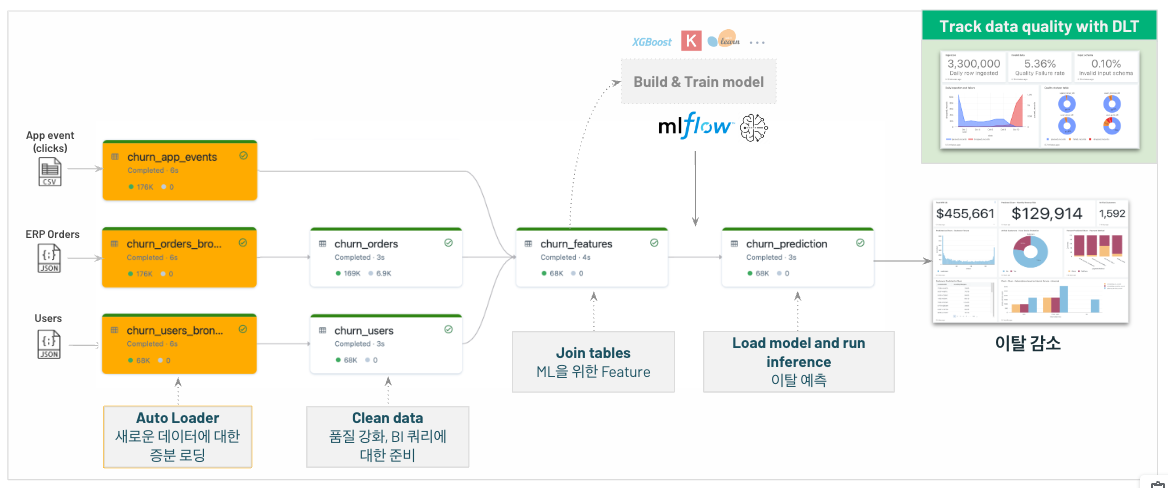 Track data quality with DLT
3,300,000
Daily row ingested
5.36%
Quality Failure rate
0.10%
Invalid input schema
XGBoost
K
learn
Build & Train model
mlflow
App event
(clicks)
CSV
churn_app_events
Completed · 6s
176K 0
ERP Orders
{:}
JSON
churn_orders_bro...
Completed · 6s
176K 0
churn_orders
Completed · 3s
169K 6.9K
churn_features
Completed · 4s
68K 0
churn_prediction
Completed · 3s
68K 0
$455,661
$129,914
1,592
Users
{:}
JSON
churn_users_bron...
Completed · 6s
68K 0
churn_users
Completed · 3s
68K 0
Join tables
ML을 위한 Feature
Load model and run
inference
이탈 예측
이탈 감소
Auto Loader
새로운 데이터에 대한
증분 로딩
Clean data
품질 강화, BI 쿼리에
대한 준비